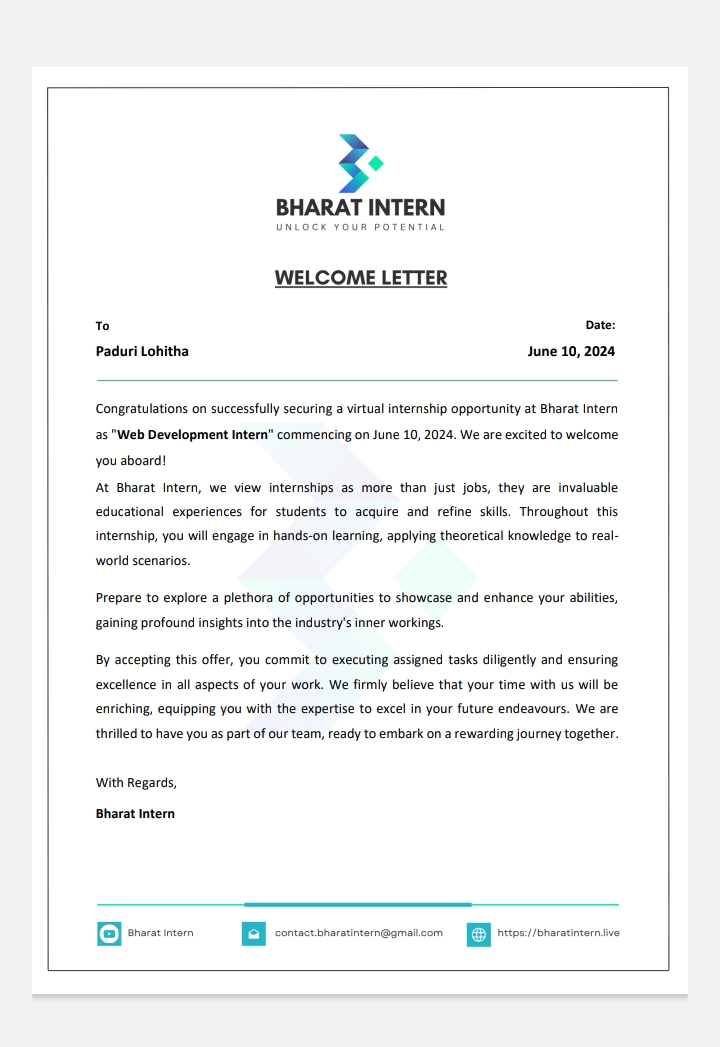 BHARAT INTERN
UNLOCK YOUR POTENTIAL
WELCOME LETTER
To
Date:
Paduri Lohitha
June 10, 2024
Congratulations on successfully securing a virtual internship opportunity at Bharat Intern
as "Web Development Intern" commencing on June 10, 2024. We are excited to welcome
you aboard!
At Bharat Intern, we view internships as more than just jobs, they are invaluable
educational experiences for students to acquire and refine skills. Throughout this
internship, you will engage in hands-on learning, applying theoretical knowledge to real-
world scenarios.
Prepare to explore a plethora of opportunities to showcase and enhance your abilities,
gaining profound insights into the industry's inner workings.
By accepting this offer, you commit to executing assigned tasks diligently and ensuring
excellence in all aspects of your work. We firmly believe that your time with us will be
enriching, equipping you with the expertise to excel in your future endeavours. We are
thrilled to have you as part of our team, ready to embark on a rewarding journey together.
With Regards,
Bharat Intern
Bharat Intern
contact.bharatintern@gmail.com
https://bharatintern.live